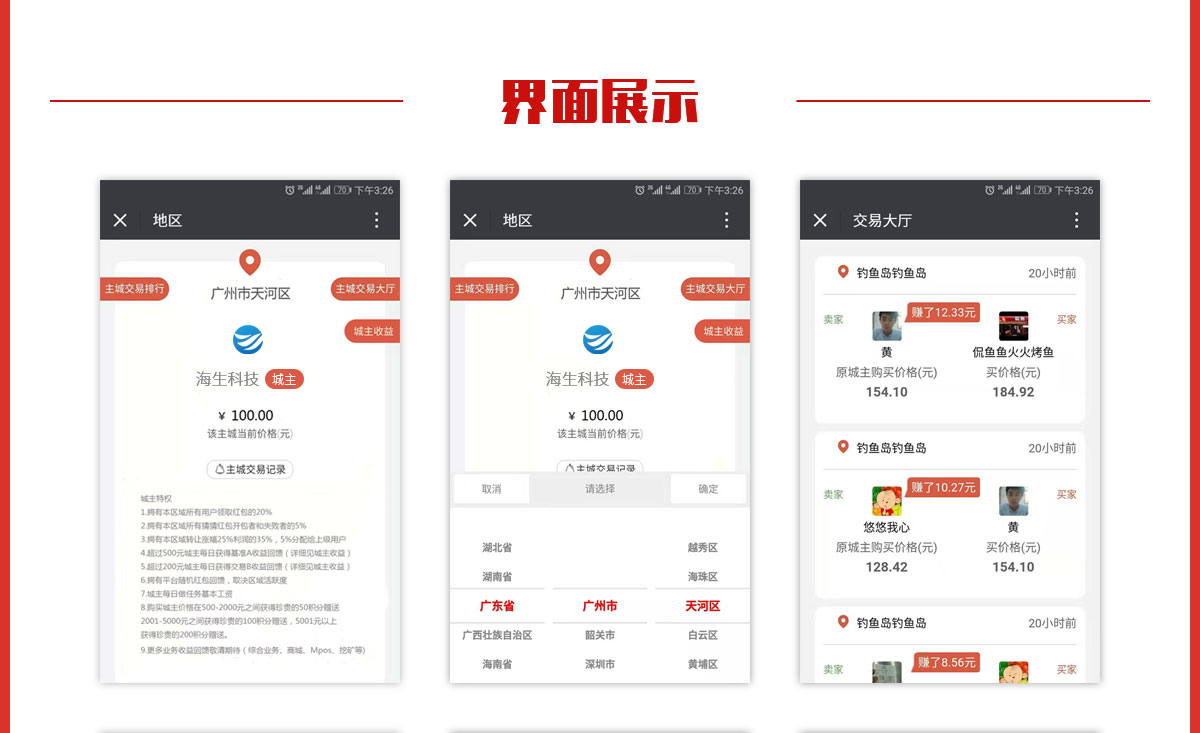 界面展示
70 下午3:26
地区
主城交易排行
广州市天河区
主城交易大厅
城主收益
海生科技 城主
¥ 100.00
该主城当前价格(元)
主城交易记录
城主特权
1.拥有本区域所有用户领取红包的20%
2.拥有本区域所有猜猜红包开包者和失败者的5%
3.拥有本区域转让涨幅25%利润的35%，5%分配给上级用户
4.超过500元城主每日获得基准A收益回馈（详细见城主收益）
5.超过200元城主每日获得交易B收益回馈（详细见城主收益）
6.拥有平台随机红包回馈，取决区域活跃度
7.城主每日做任务基本工资
8.购买城主价格在500-2000元之间获得珍贵的50积分赠送
2001-5000元之间获得珍贵的100积分赠送，5001元以上
获得珍贵的200积分赠送。
9.更多业务收益回馈敬清期待（综合业务、商城、Mpos、挖矿等)
70 下午3:26
地区
主城交易排行
广州市天河区
主城交易大厅
城主收益
海生科技 城主
¥ 100.00
该主城当前价格(元)
主城交易记录
取消 请选择 确定
湖北省 越秀区
湖南省 海珠区
广东省 广州市 天河区
广西壮族自治区 韶关市 白云区
海南省 深圳市 黄埔区
70 下午3:26
交易大厅
钓鱼岛钓鱼岛 20小时前
卖家 赚了12.33元 买家
黄 侃鱼鱼火火烤鱼
原城主购买价格(元) 买价格(元)
154.10 184.92
钓鱼岛钓鱼岛 20小时前
卖家 赚了10.27元 买家
悠悠我心 黄
原城主购买价格(元) 买价格(元)
128.42 154.10
钓鱼岛钓鱼岛 20小时前
卖家 赚了8.56元 买家